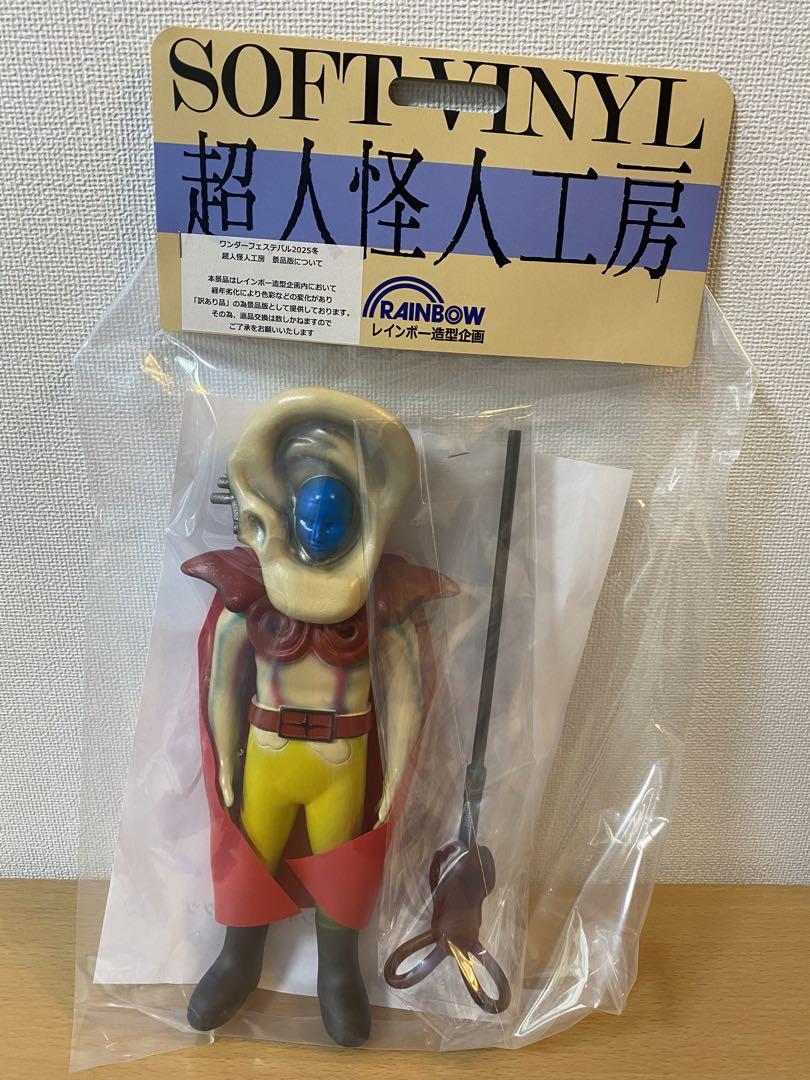 SOFT VINYL
超人怪人工房
ワンダーフェステバル2025冬
超人怪人工房 景品版について
本景品はレインボー造型企画内において
経年劣化により色彩などの変化があり
「訳あり品」の為景品版として提供しております。
その為、返品交換は致しかねますので
ご了承をお願いいたします
RAINBOW
レインボー造型企画